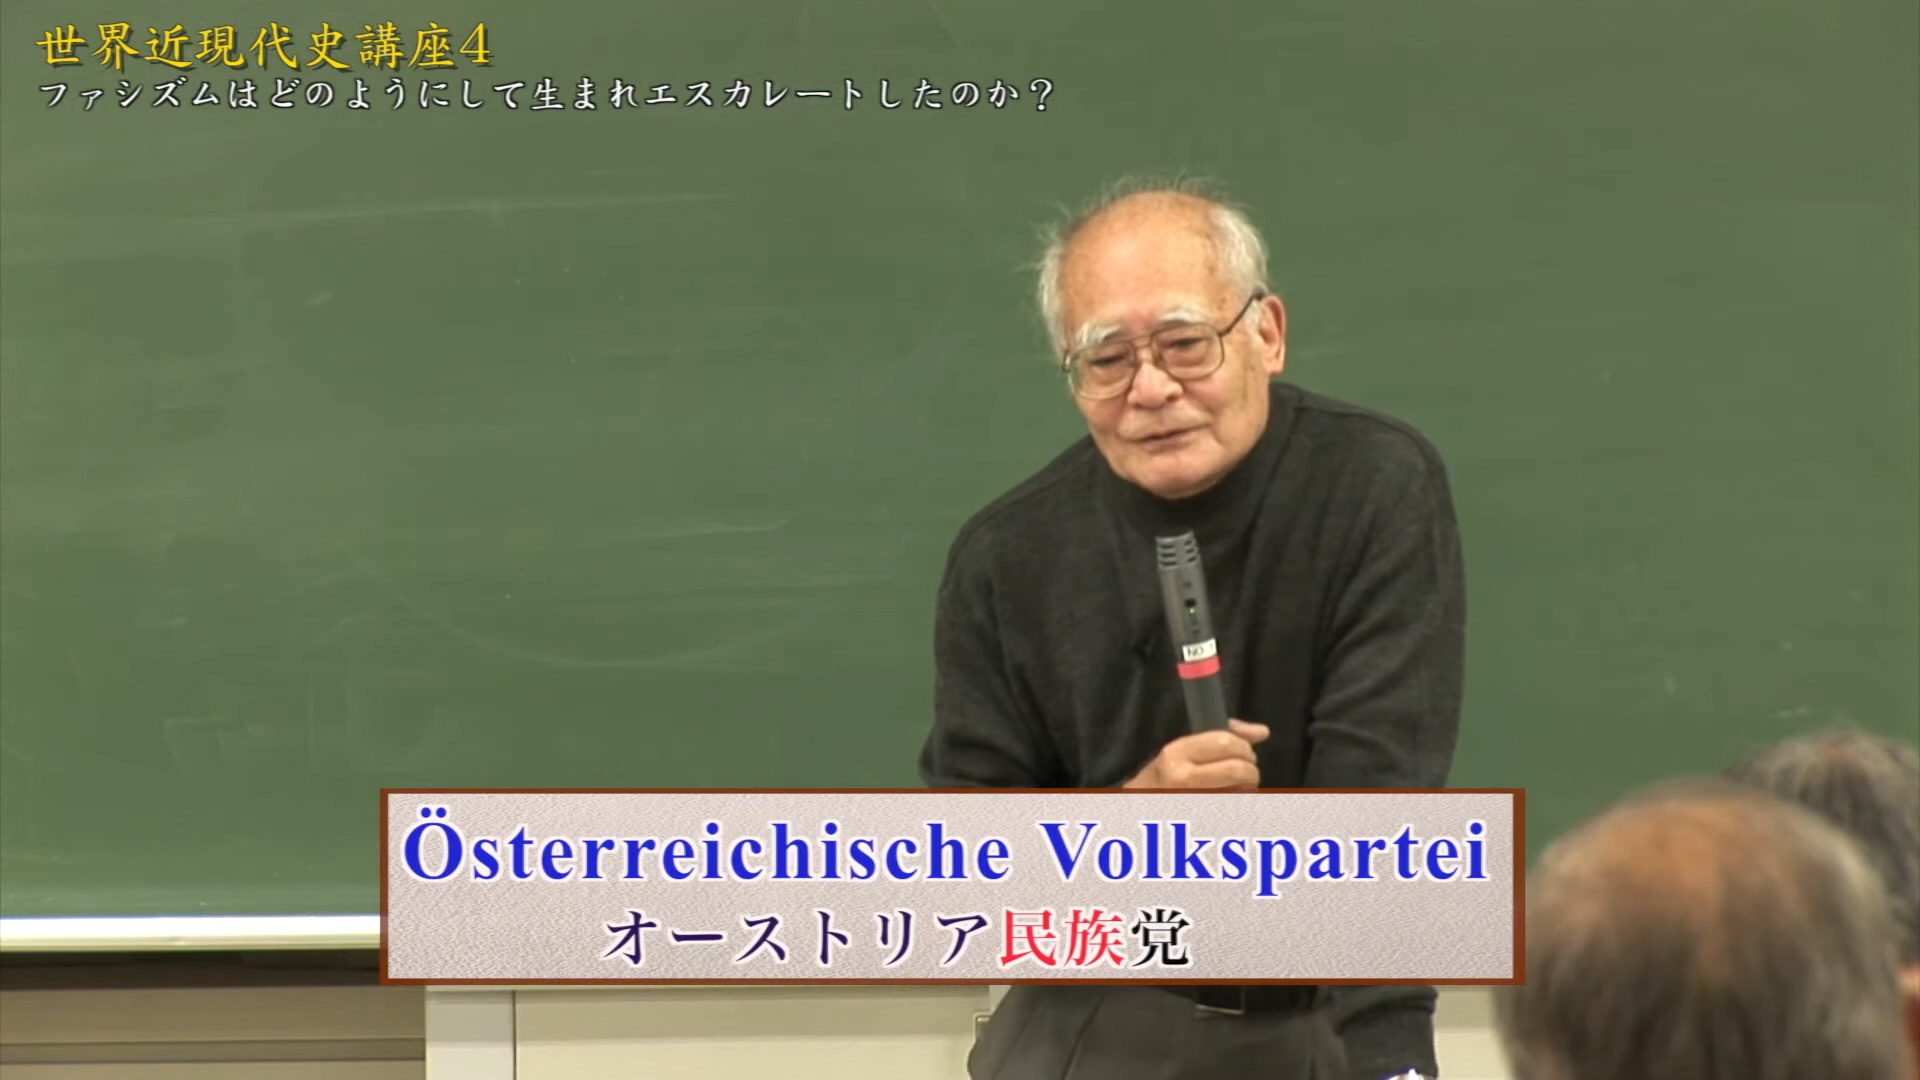 世界近現代史講座4
ファシズムはどのようにして生まれエスカレートしたのか？
NO.1
Österreichische Volkspartei
オーストリア民族党